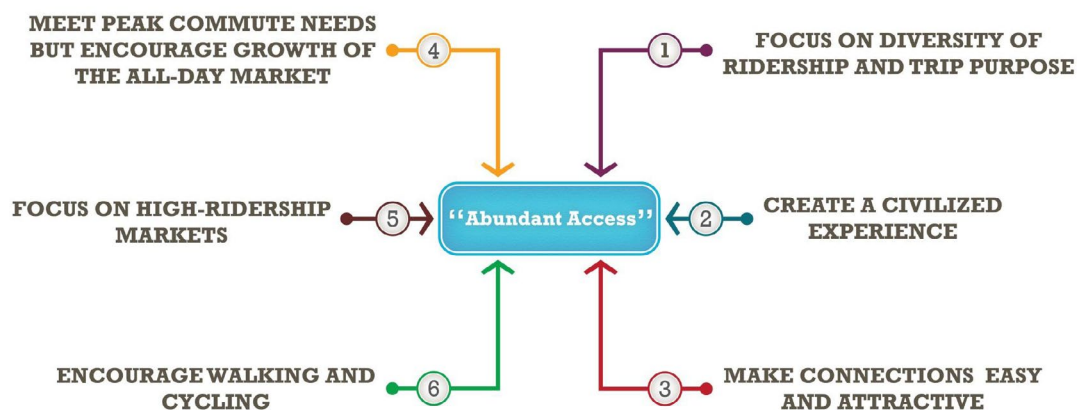 MEET PEAK COMMUTE NEEDS
BUT ENCOURAGE GROWTH OF
THE ALL-DAY MARKET
4
1
FOCUS ON DIVERSITY OF
RIDERSHIP AND TRIP PURPOSE
FOCUS ON HIGH-RIDERSHIP
MARKETS
5
“Abundant Access”
2
CREATE A CIVILIZED
EXPERIENCE
ENCOURAGE WALKING AND
CYCLING
6
3
MAKE CONNECTIONS EASY
AND ATTRACTIVE